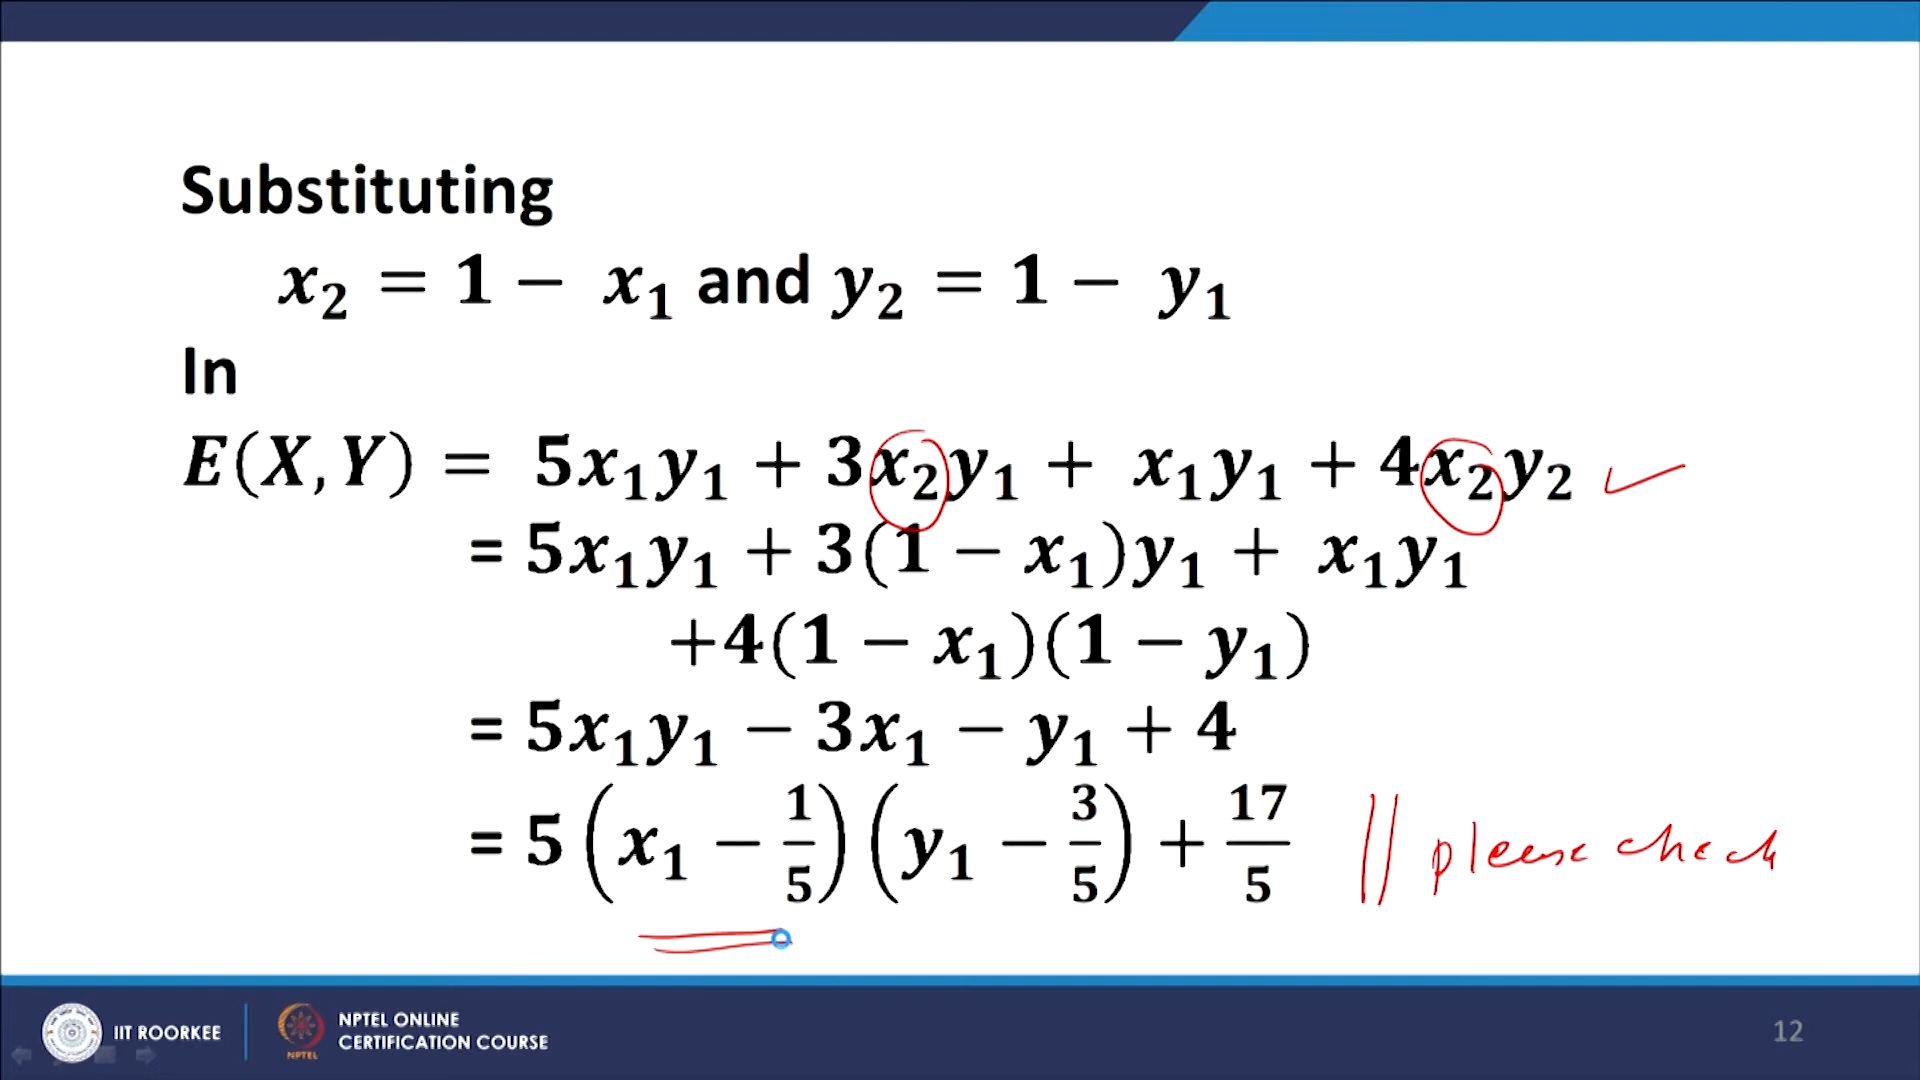 Substituting
x₂ = 1 − x₁ and y₂ = 1 − y₁
In
E(X, Y) = 5x₁y₁ + 3x₂y₁ + x₁y₁ + 4x₂y₂
= 5x₁y₁ + 3(1 − x₁)y₁ + x₁y₁
+4(1 − x₁)(1 − y₁)
= 5x₁y₁ − 3x₁ − y₁ + 4
= 5(x₁ − 1/5)(y₁ − 3/5) + 17/5 || please check
IIT ROORKEE
NPTEL
NPTEL ONLINE
CERTIFICATION COURSE
12